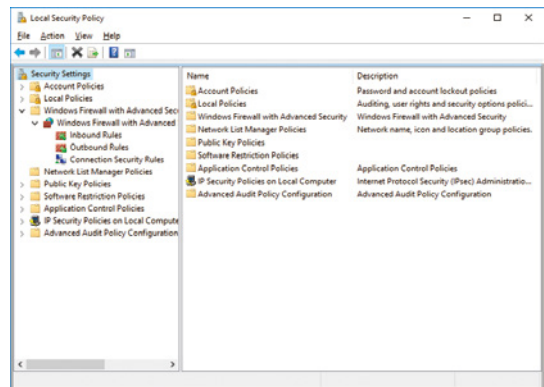 Local Security Policy
File Action View Help
Security Settings
Account Policies
Local Policies
Windows Firewall with Advanced Secu
Windows Firewall with Advanced
Inbound Rules
Outbound Rules
Connection Security Rules
Network List Manager Policies
Public Key Policies
Software Restriction Policies
Application Control Policies
IP Security Policies on Local Compute
Advanced Audit Policy Configuration
Name Description
Account Policies Password and account lockout policies
Local Policies Auditing, user rights and security options polici...
Windows Firewall with Advanced Security Windows Firewall with Advanced Security
Network List Manager Policies Network name, icon and location group policies.
Public Key Policies
Software Restriction Policies
Application Control Policies Application Control Policies
IP Security Policies on Local Computer Internet Protocol Security (IPsec) Administratio...
Advanced Audit Policy Configuration Advanced Audit Policy Configuration